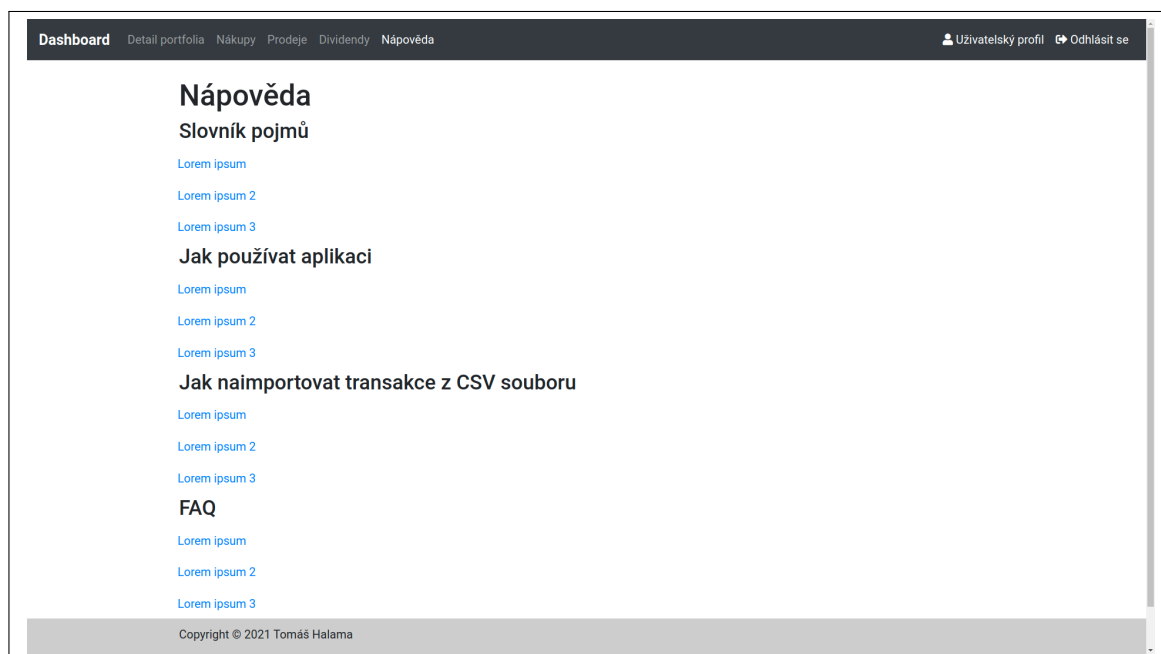 Dashboard Detail portfolia Nákupy Prodeje Dividendy Nápověda Uživatelský profil Odhlásit se
Nápověda
Slovník pojmů
Lorem ipsum
Lorem ipsum 2
Lorem ipsum 3
Jak používat aplikaci
Lorem ipsum
Lorem ipsum 2
Lorem ipsum 3
Jak naimportovat transakce z CSV souboru
Lorem ipsum
Lorem ipsum 2
Lorem ipsum 3
FAQ
Lorem ipsum
Lorem ipsum 2
Lorem ipsum 3
Copyright © 2021 Tomáš Halama